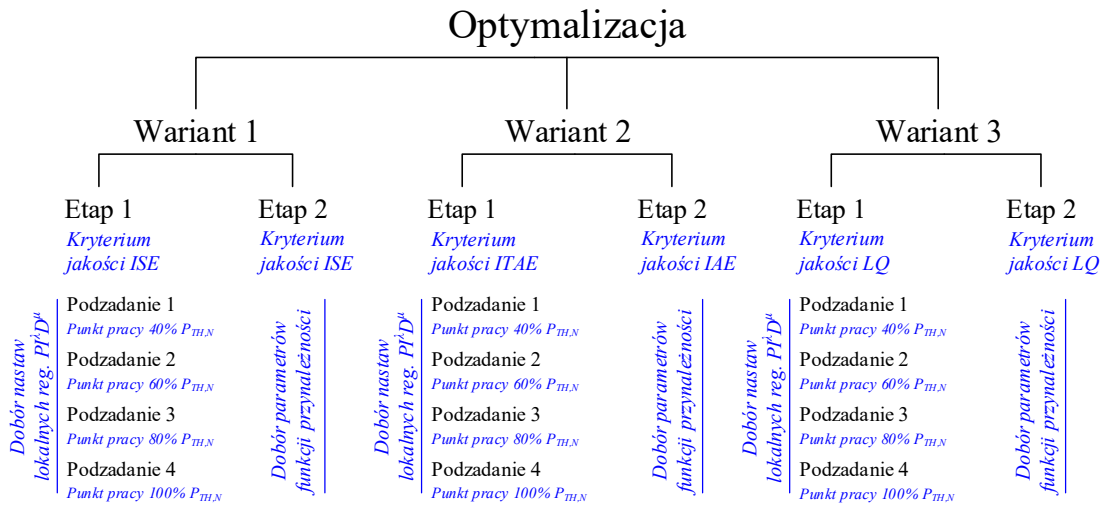 Optymalizacja
Wariant 1
Etap 1
Kryterium
jakości ISE
Dobór nastaw
lokalnych reg. PI^λD^μ
Podzadanie 1
Punkt pracy 40% P_TH,N
Podzadanie 2
Punkt pracy 60% P_TH,N
Podzadanie 3
Punkt pracy 80% P_TH,N
Podzadanie 4
Punkt pracy 100% P_TH,N
Etap 2
Kryterium
jakości ISE
Dobór parametrów
funkcji przynależności
Wariant 2
Etap 1
Kryterium
jakości ITAE
Dobór nastaw
lokalnych reg. PI^λD^μ
Podzadanie 1
Punkt pracy 40% P_TH,N
Podzadanie 2
Punkt pracy 60% P_TH,N
Podzadanie 3
Punkt pracy 80% P_TH,N
Podzadanie 4
Punkt pracy 100% P_TH,N
Etap 2
Kryterium
jakości IAE
Dobór parametrów
funkcji przynależności
Wariant 3
Etap 1
Kryterium
jakości LQ
Dobór nastaw
lokalnych reg. PI^λD^μ
Podzadanie 1
Punkt pracy 40% P_TH,N
Podzadanie 2
Punkt pracy 60% P_TH,N
Podzadanie 3
Punkt pracy 80% P_TH,N
Podzadanie 4
Punkt pracy 100% P_TH,N
Etap 2
Kryterium
jakości LQ
Dobór parametrów
funkcji przynależności